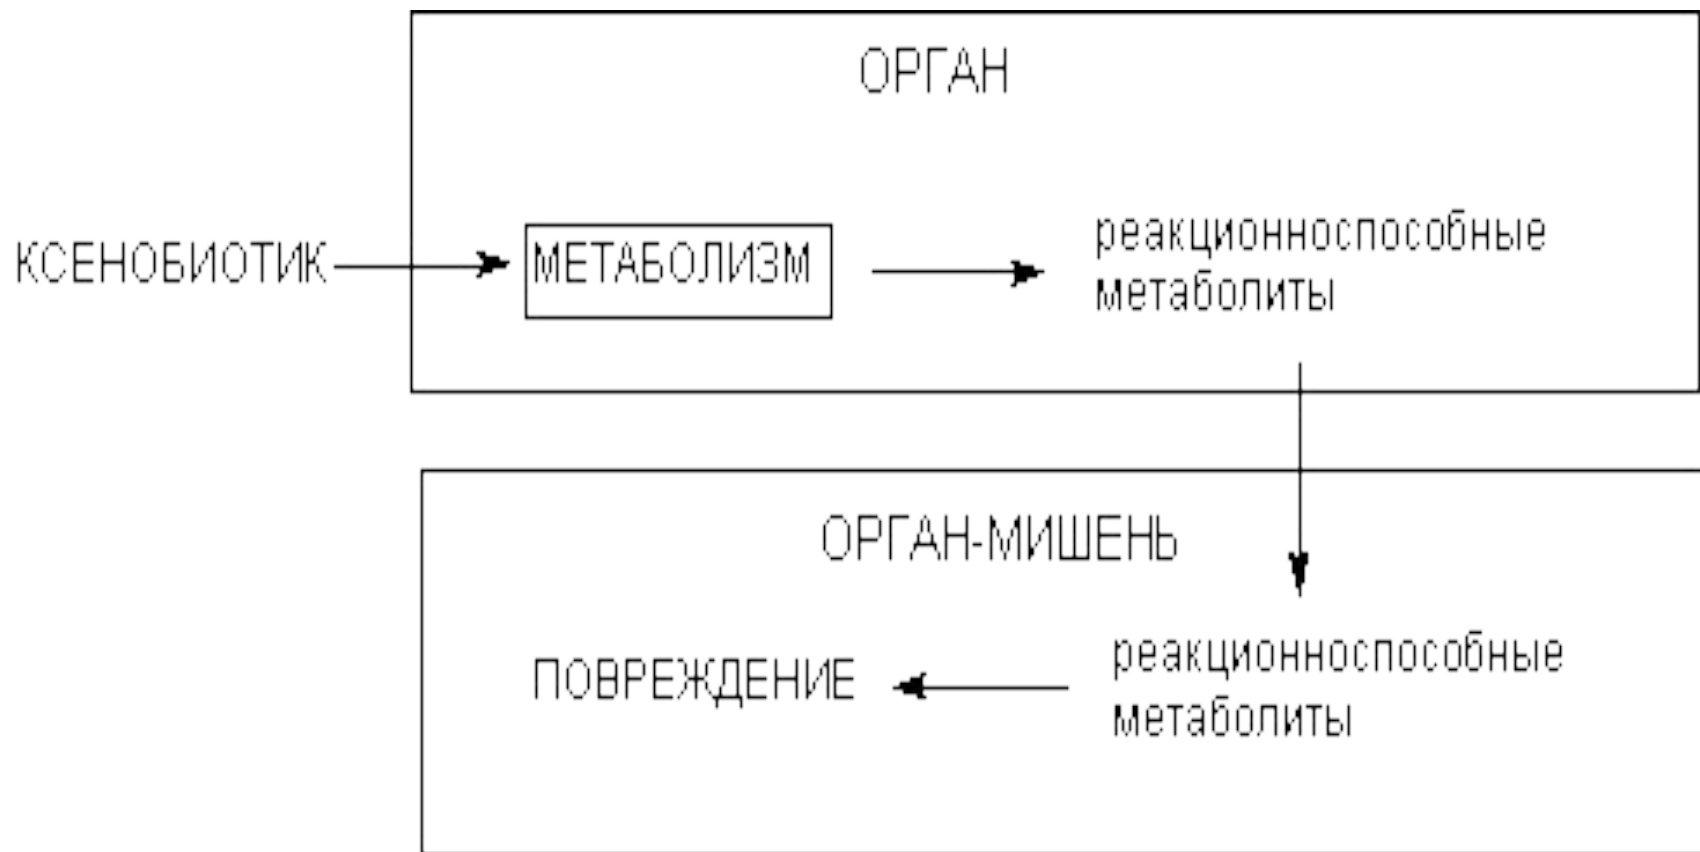 ОРГАН
КСЕНОБИОТИК
МЕТАБОЛИЗМ
реакционноспособные
метаболиты
ОРГАН-МИШЕНЬ
ПОВРЕЖДЕНИЕ
реакционноспособные
метаболиты